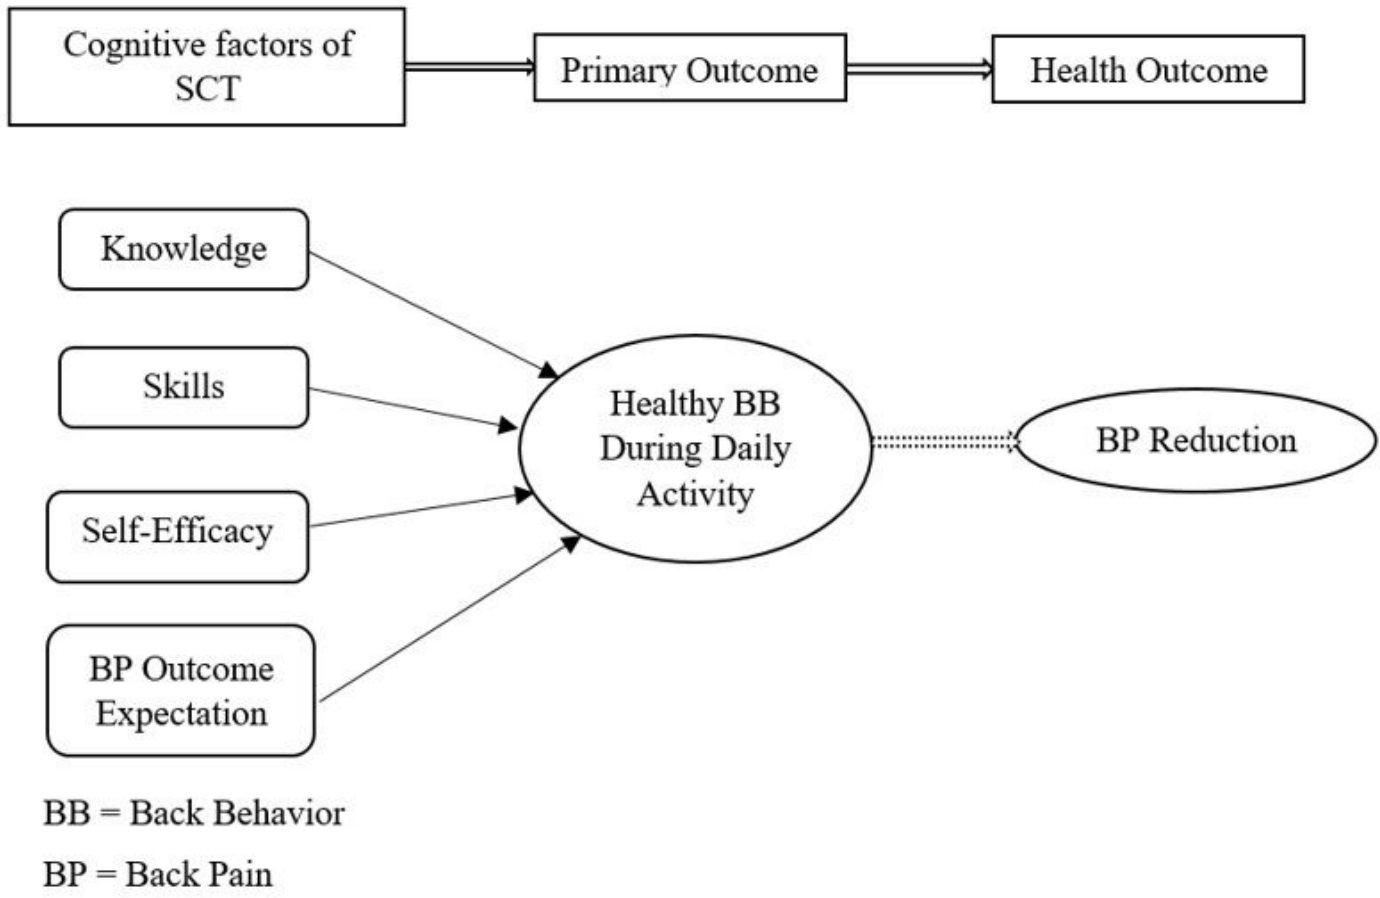 Cognitive factors of
SCT
Primary Outcome
Health Outcome
Knowledge
Skills
Self-Efficacy
BP Outcome
Expectation
Healthy BB
During Daily
Activity
BP Reduction
BB = Back Behavior
BP = Back Pain